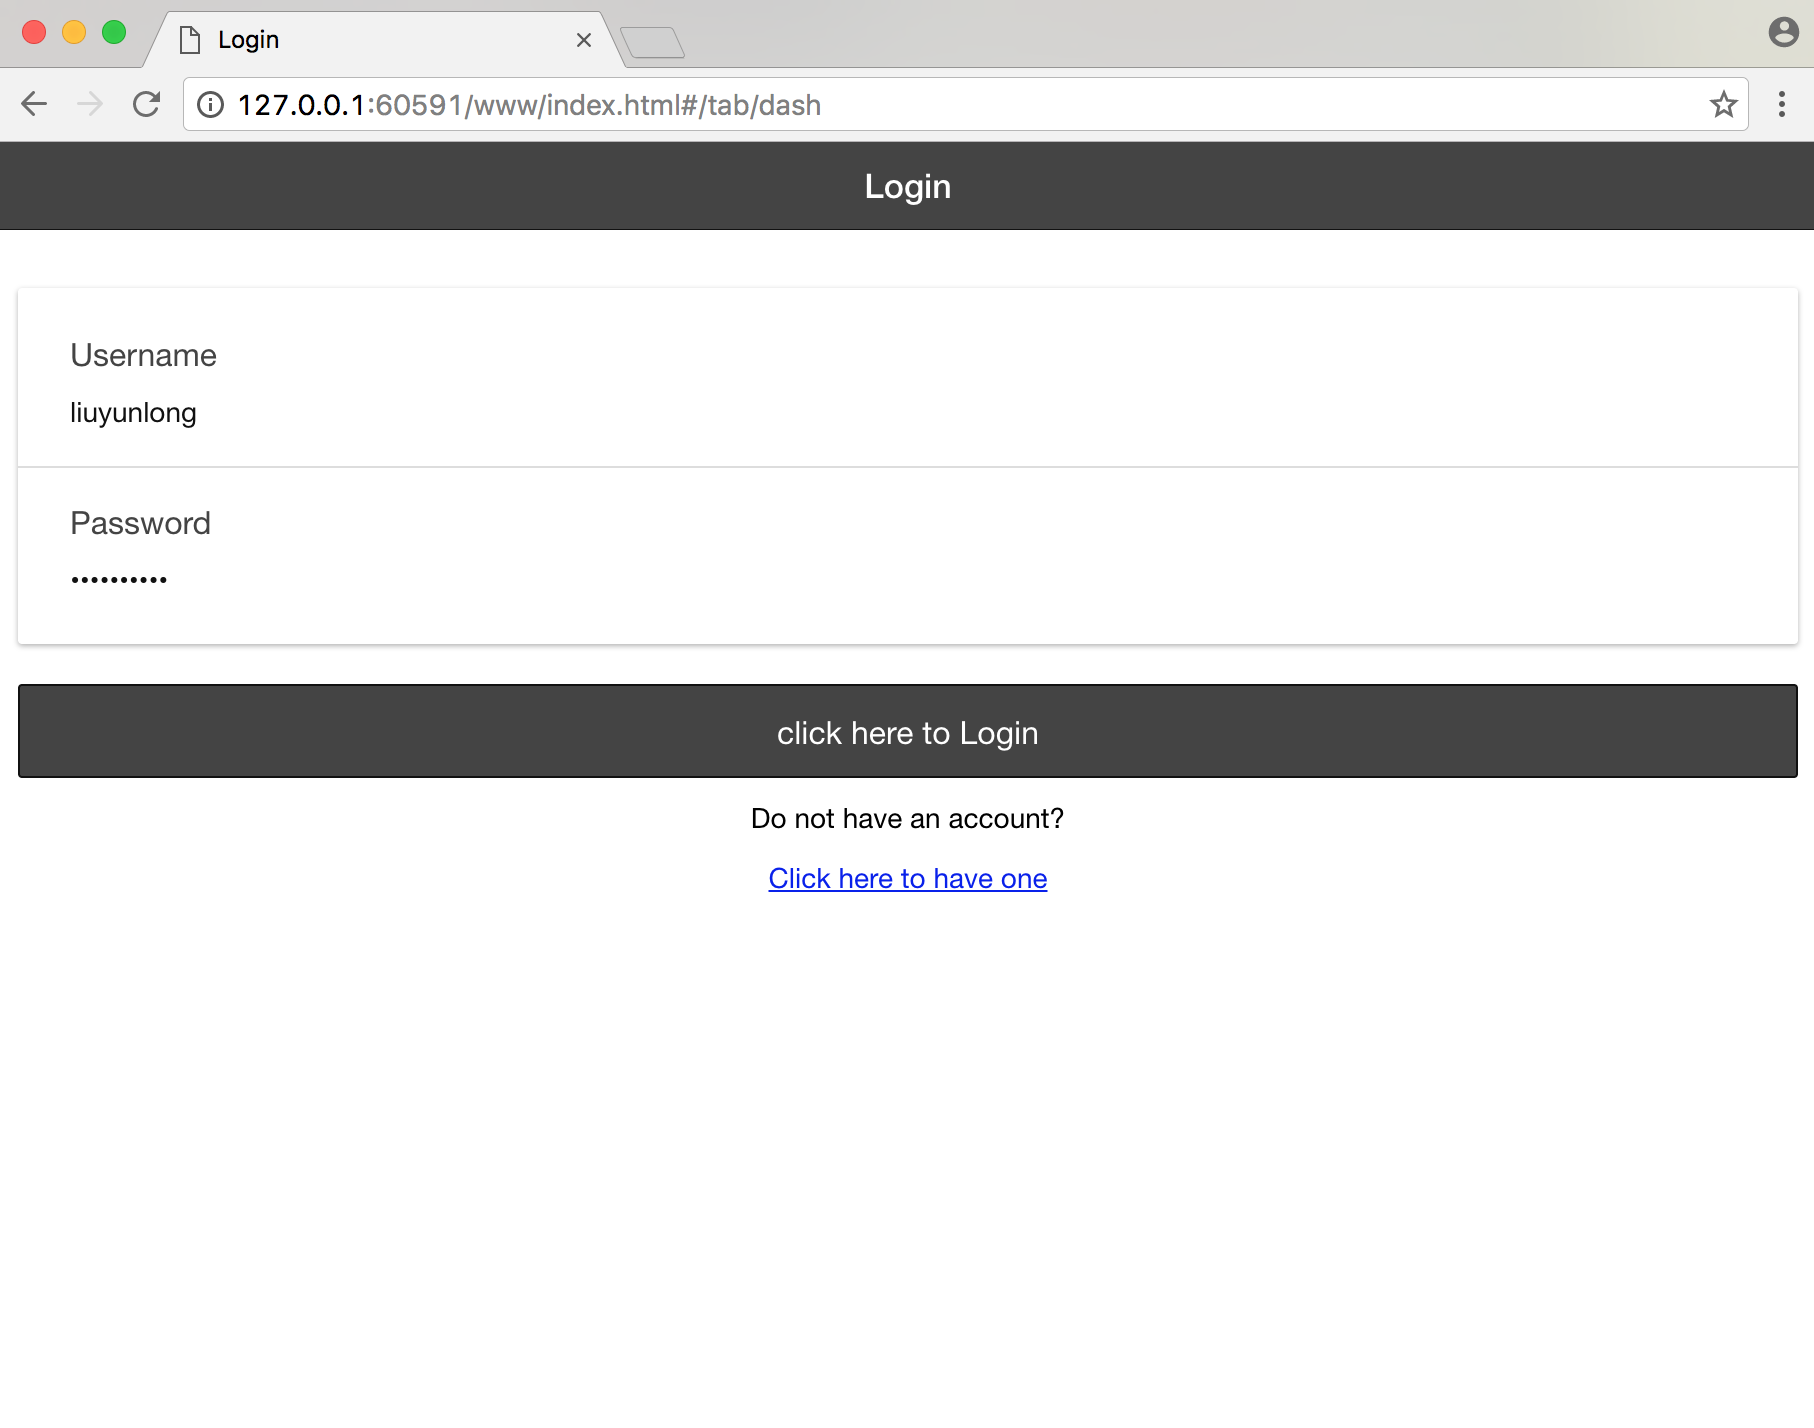 Login
127.0.0.1:60591/www/index.html#/tab/dash
Login
Username
liuyunlong
Password
••••••••••
click here to Login
Do not have an account?
Click here to have one